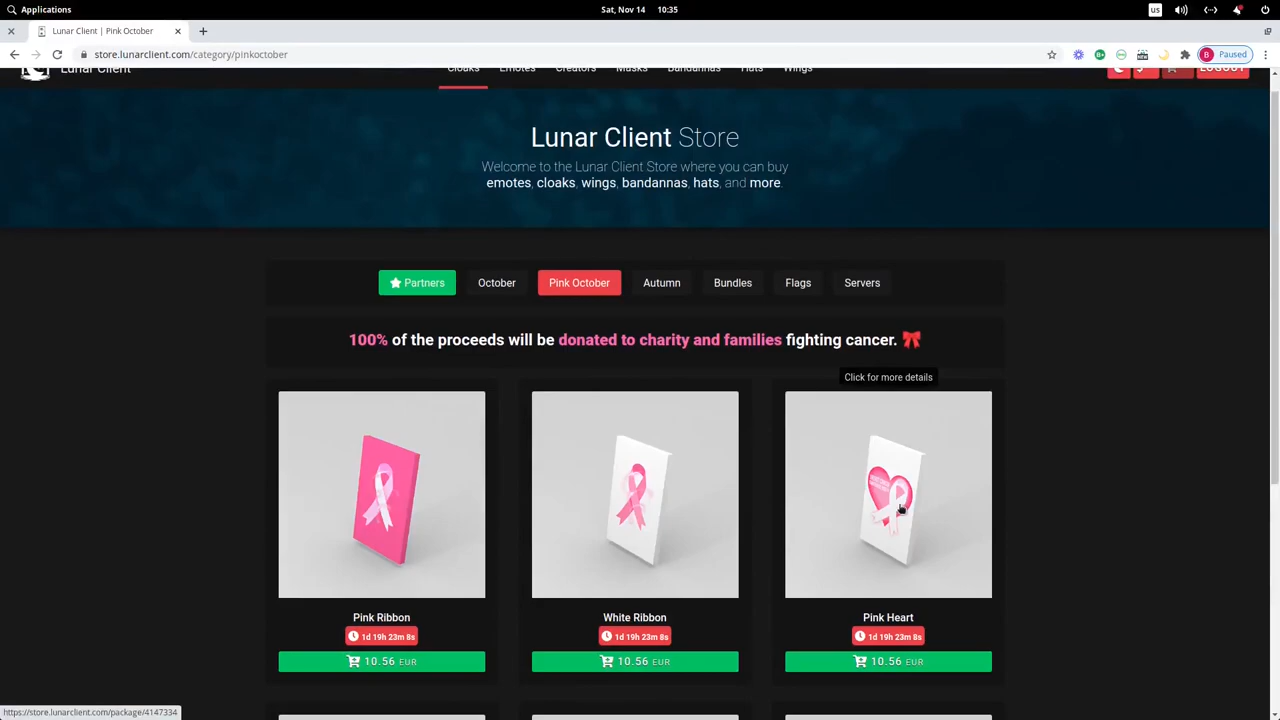 Applications
Sat, Nov 14 10:35
us
Lunar Client | Pink October
store.lunarclient.com/category/pinkoctober
B Paused
Lunar Client
Cloaks Emotes Creators Masks Bandannas Hats Wings
LOGOUT
Lunar Client Store
Welcome to the Lunar Client Store where you can buy
emotes, cloaks, wings, bandannas, hats, and more.
Partners October Pink October Autumn Bundles Flags Servers
100% of the proceeds will be donated to charity and families fighting cancer.
Click for more details
Pink Ribbon White Ribbon Pink Heart
1d 19h 23m 8s 1d 19h 23m 8s 1d 19h 23m 8s
10.56 EUR 10.56 EUR 10.56 EUR
https://store.lunarclient.com/package/4147334